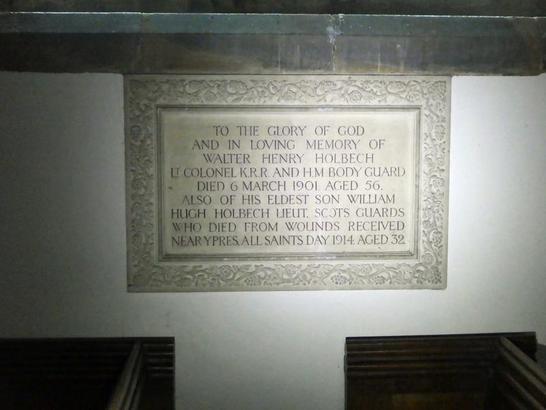 TO THE GLORY OF GOD
AND IN LOVING MEMORY OF
WALTER HENRY HOLBECH
LT COLONEL K.R.R. AND H.M BODY GUARD
DIED 6 MARCH 1901 AGED 56.
ALSO OF HIS ELDEST SON WILLIAM
HUGH HOLBECH LIEUT. SCOTS GUARDS
WHO DIED FROM WOUNDS RECEIVED
NEAR YPRES, ALL SAINTS DAY 1914. AGED 32.